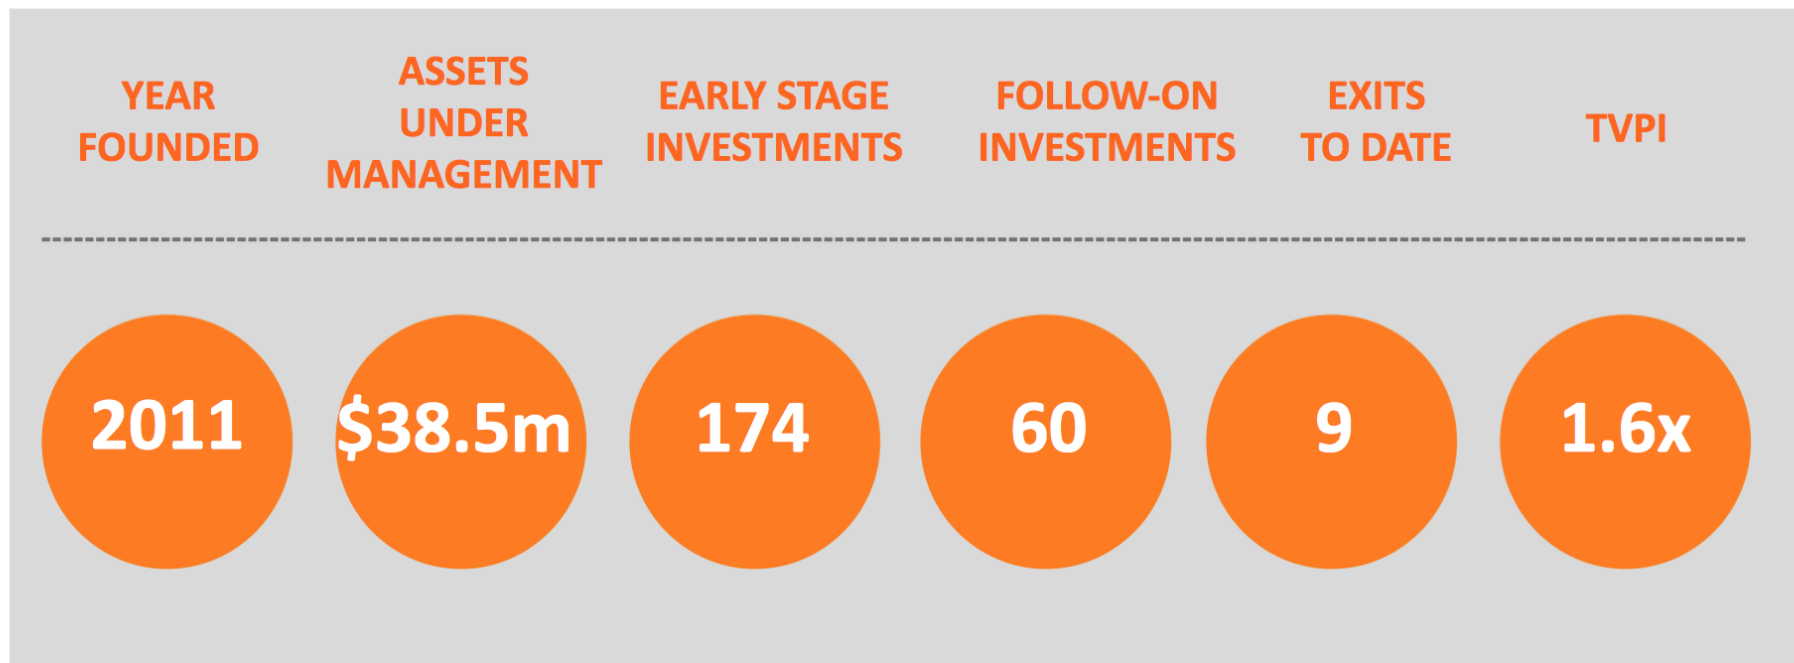 YEAR
FOUNDED
ASSETS
UNDER
MANAGEMENT
EARLY STAGE
INVESTMENTS
FOLLOW-ON
INVESTMENTS
EXITS
TO DATE
TVPI
2011
$38.5m
174
60
9
1.6x